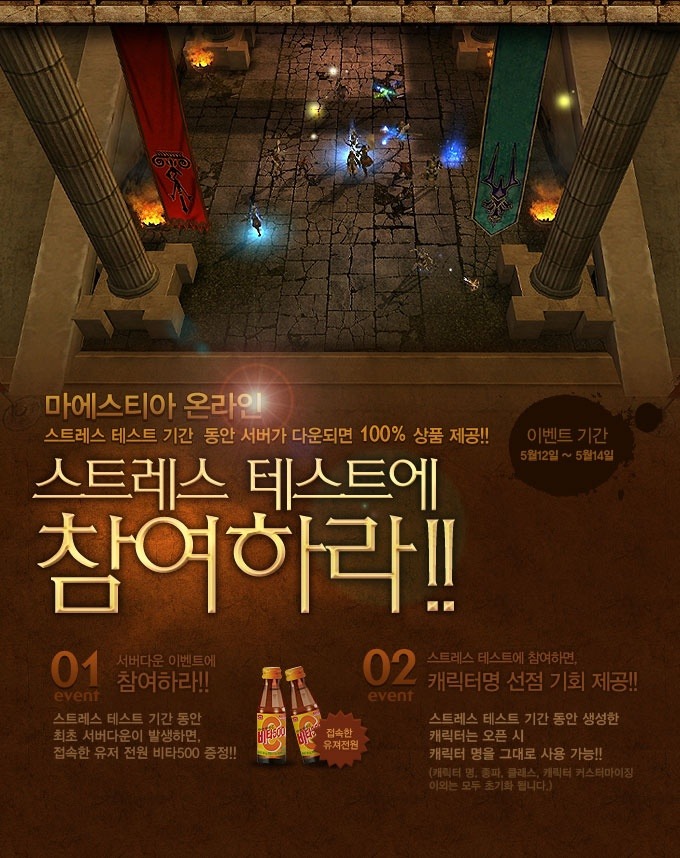 마에스티아 온라인
스트레스 테스트 기간 동안 서버가 다운되면 100% 상품 제공!!
이벤트 기간
5월12일 ~ 5월14일
스트레스 테스트에
참여하라!!
01
event
서버다운 이벤트에
참여하라!!
스트레스 테스트 기간 동안
최초 서버다운이 발생하면,
접속한 유저 전원 비타500 증정!!
비타500
비타500
접속한
유저전원
02
event
스트레스 테스트에 참여하면,
캐릭터명 선점 기회 제공!!
스트레스 테스트 기간 동안 생성한
캐릭터는 오픈 시
캐릭터 명을 그대로 사용 가능!!
(캐릭터 명, 종파, 클래스, 캐릭터 커스터마이징
이외는 모두 초기화 됩니다.)